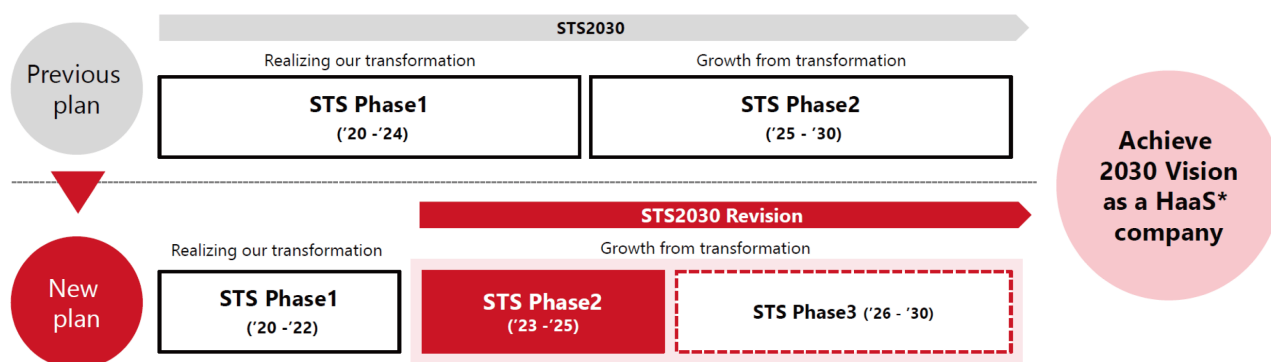 STS2030
Previous
plan
Realizing our transformation
Growth from transformation
STS Phase1
('20 -'24)
STS Phase2
('25 - '30)
Achieve
2030 Vision
as a HaaS*
company
STS2030 Revision
New
plan
Realizing our transformation
Growth from transformation
STS Phase1
('20 -'22)
STS Phase2
('23 -'25)
STS Phase3 ('26 - '30)